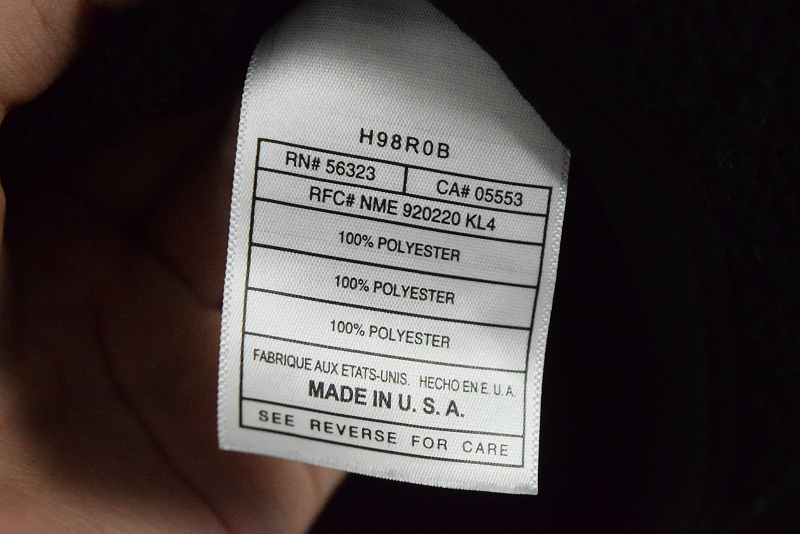 H98R0B
RN# 56323 CA# 05553
RFC# NME 920220 KL4
100% POLYESTER
100% POLYESTER
100% POLYESTER
FABRIQUE AUX ETATS-UNIS. HECHO EN E. U. A.
MADE IN U. S. A.
SEE REVERSE FOR CARE